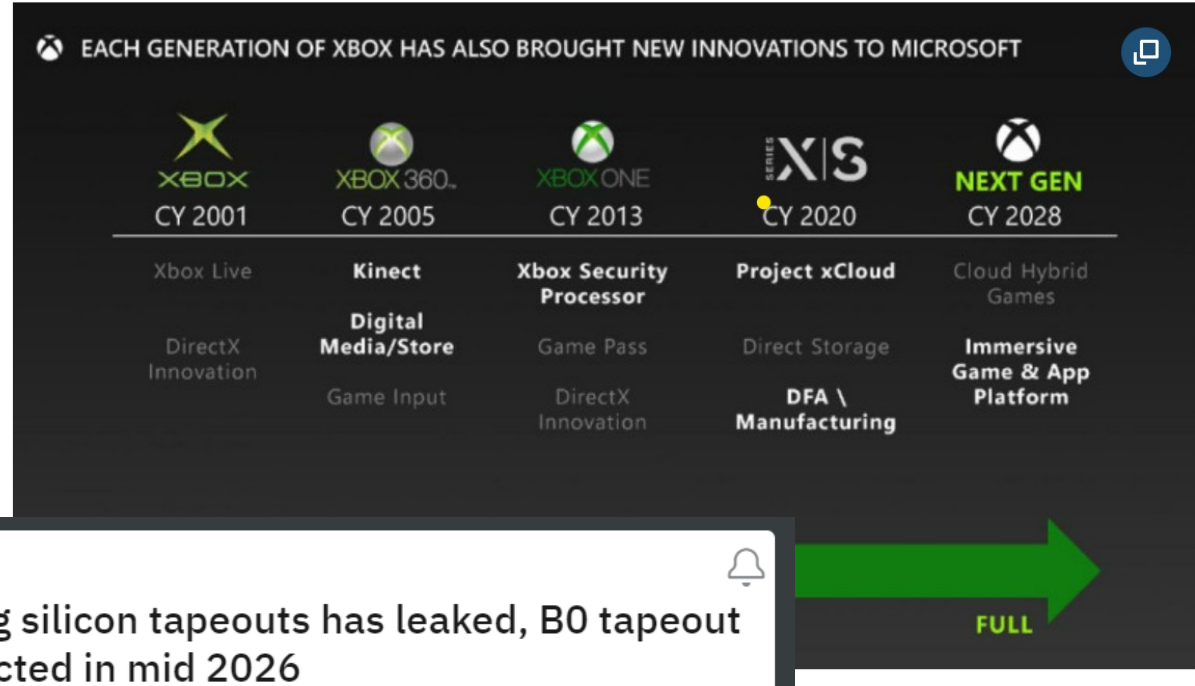 EACH GENERATION OF XBOX HAS ALSO BROUGHT NEW INNOVATIONS TO MICROSOFT
XBOX
CY 2001
Xbox Live
DirectX
Innovation
XBOX 360™
CY 2005
Kinect
Digital
Media/Store
Game Input
XBOX ONE
CY 2013
Xbox Security
Processor
Game Pass
DirectX
Innovation
SERIES X|S
CY 2020
Project xCloud
Direct Storage
DFA \
Manufacturing
NEXT GEN
CY 2028
Cloud Hybrid
Games
Immersive
Game & App
Platform
FULL
g silicon tapeouts has leaked, B0 tapeout
cted in mid 2026